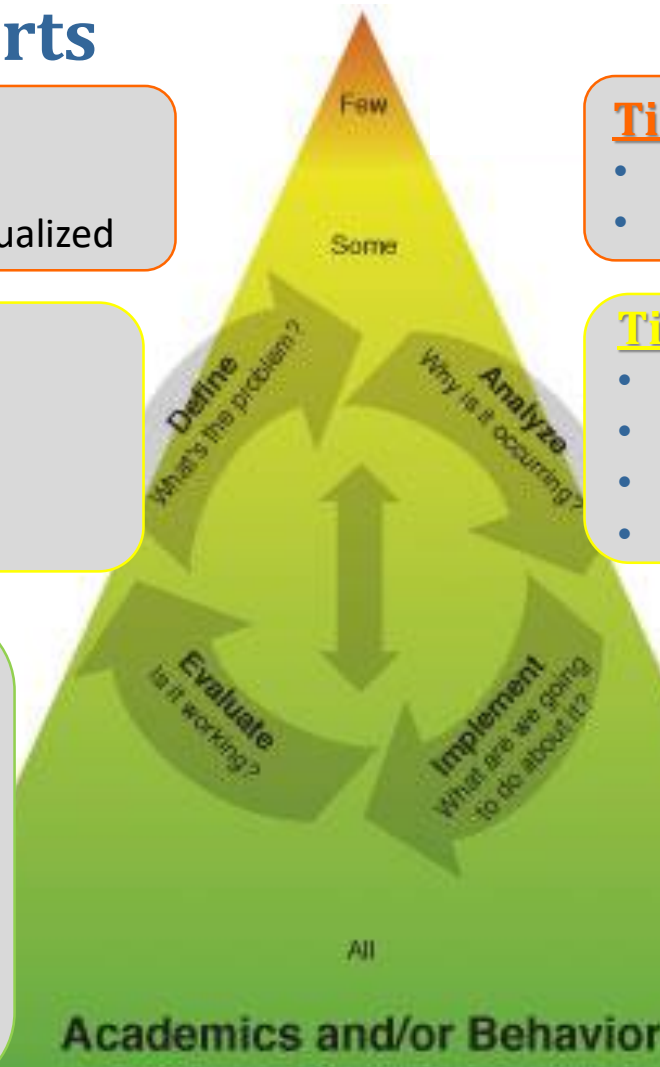 rts
Few
Ti
ualized
Some
Ti
Define
What's the problem?
Analyze
Why is it occurring?
Evaluate
Is it working?
Implement
What are we going
to do about it?
All
Academics and/or Behavior